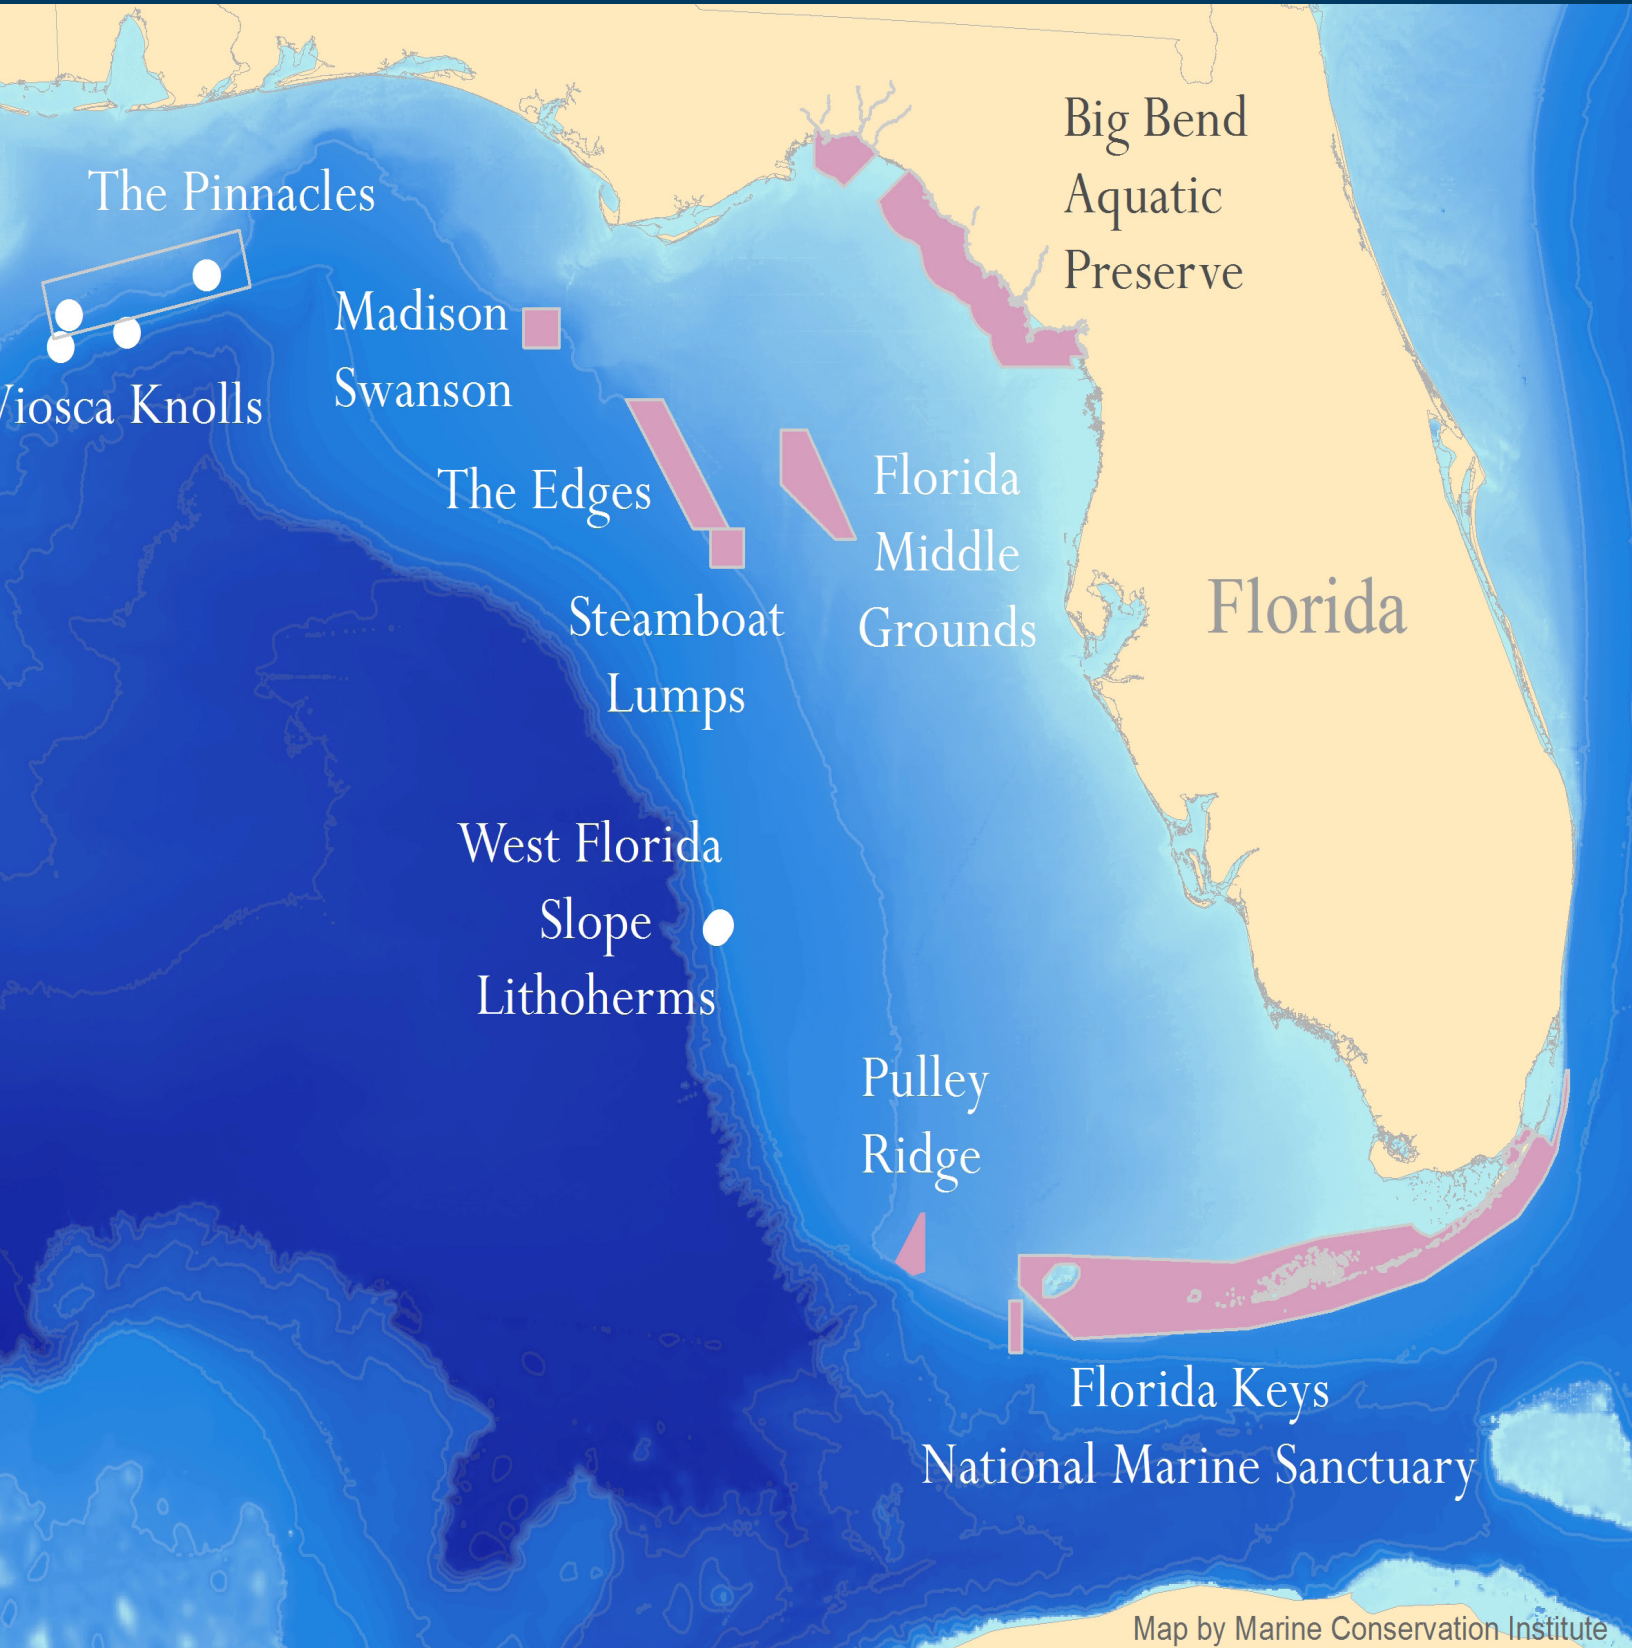 Big Bend
Aquatic
Preserve
The Pinnacles
Madison
Swanson
Viosca Knolls
The Edges
Florida
Middle
Grounds
Florida
Steamboat
Lumps
West Florida
Slope
Lithoherms
Pulley
Ridge
Florida Keys
National Marine Sanctuary
Map by Marine Conservation Institute